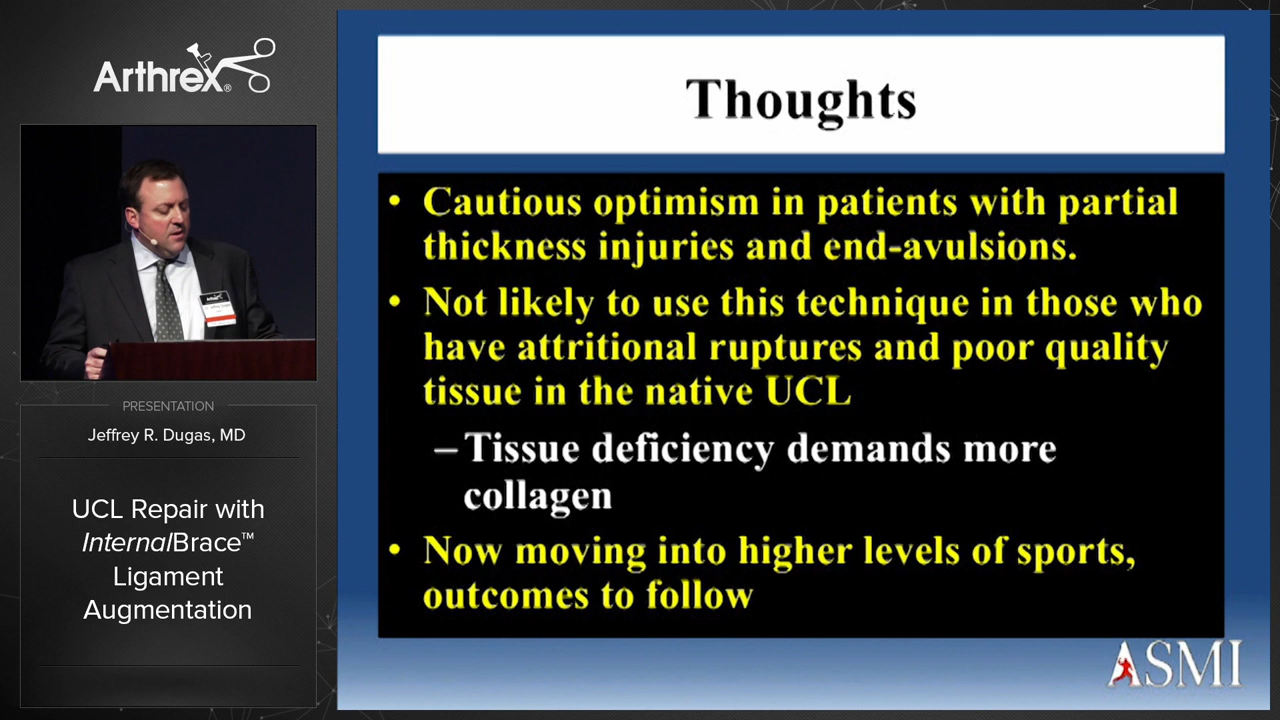 Arthrex®
PRESENTATION
Jeffrey R. Dugas, MD
UCL Repair with
InternalBrace™
Ligament
Augmentation
Thoughts
• Cautious optimism in patients with partial
thickness injuries and end-avulsions.
• Not likely to use this technique in those who
have attritional ruptures and poor quality
tissue in the native UCL
– Tissue deficiency demands more
collagen
• Now moving into higher levels of sports,
outcomes to follow
ASMI